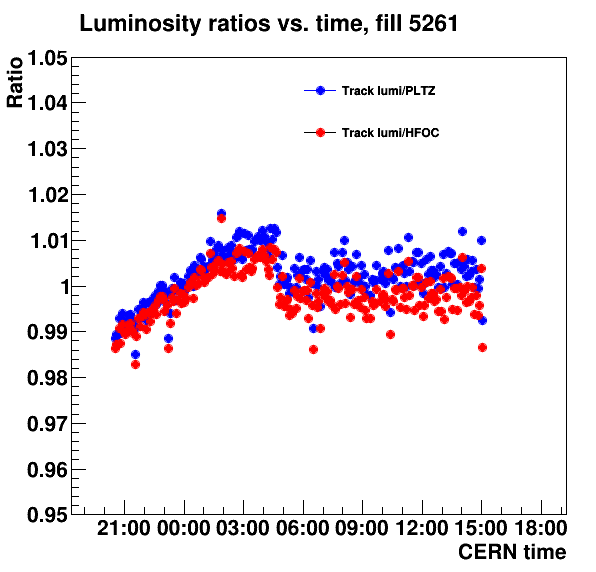 Luminosity ratios vs. time, fill 5261
Ratio
1.05
1.04
1.03
1.02
1.01
1
0.99
0.98
0.97
0.96
0.95
Track lumi/PLTZ
Track lumi/HFOC
21:00 00:00 03:00 06:00 09:00 12:00 15:00 18:00
CERN time